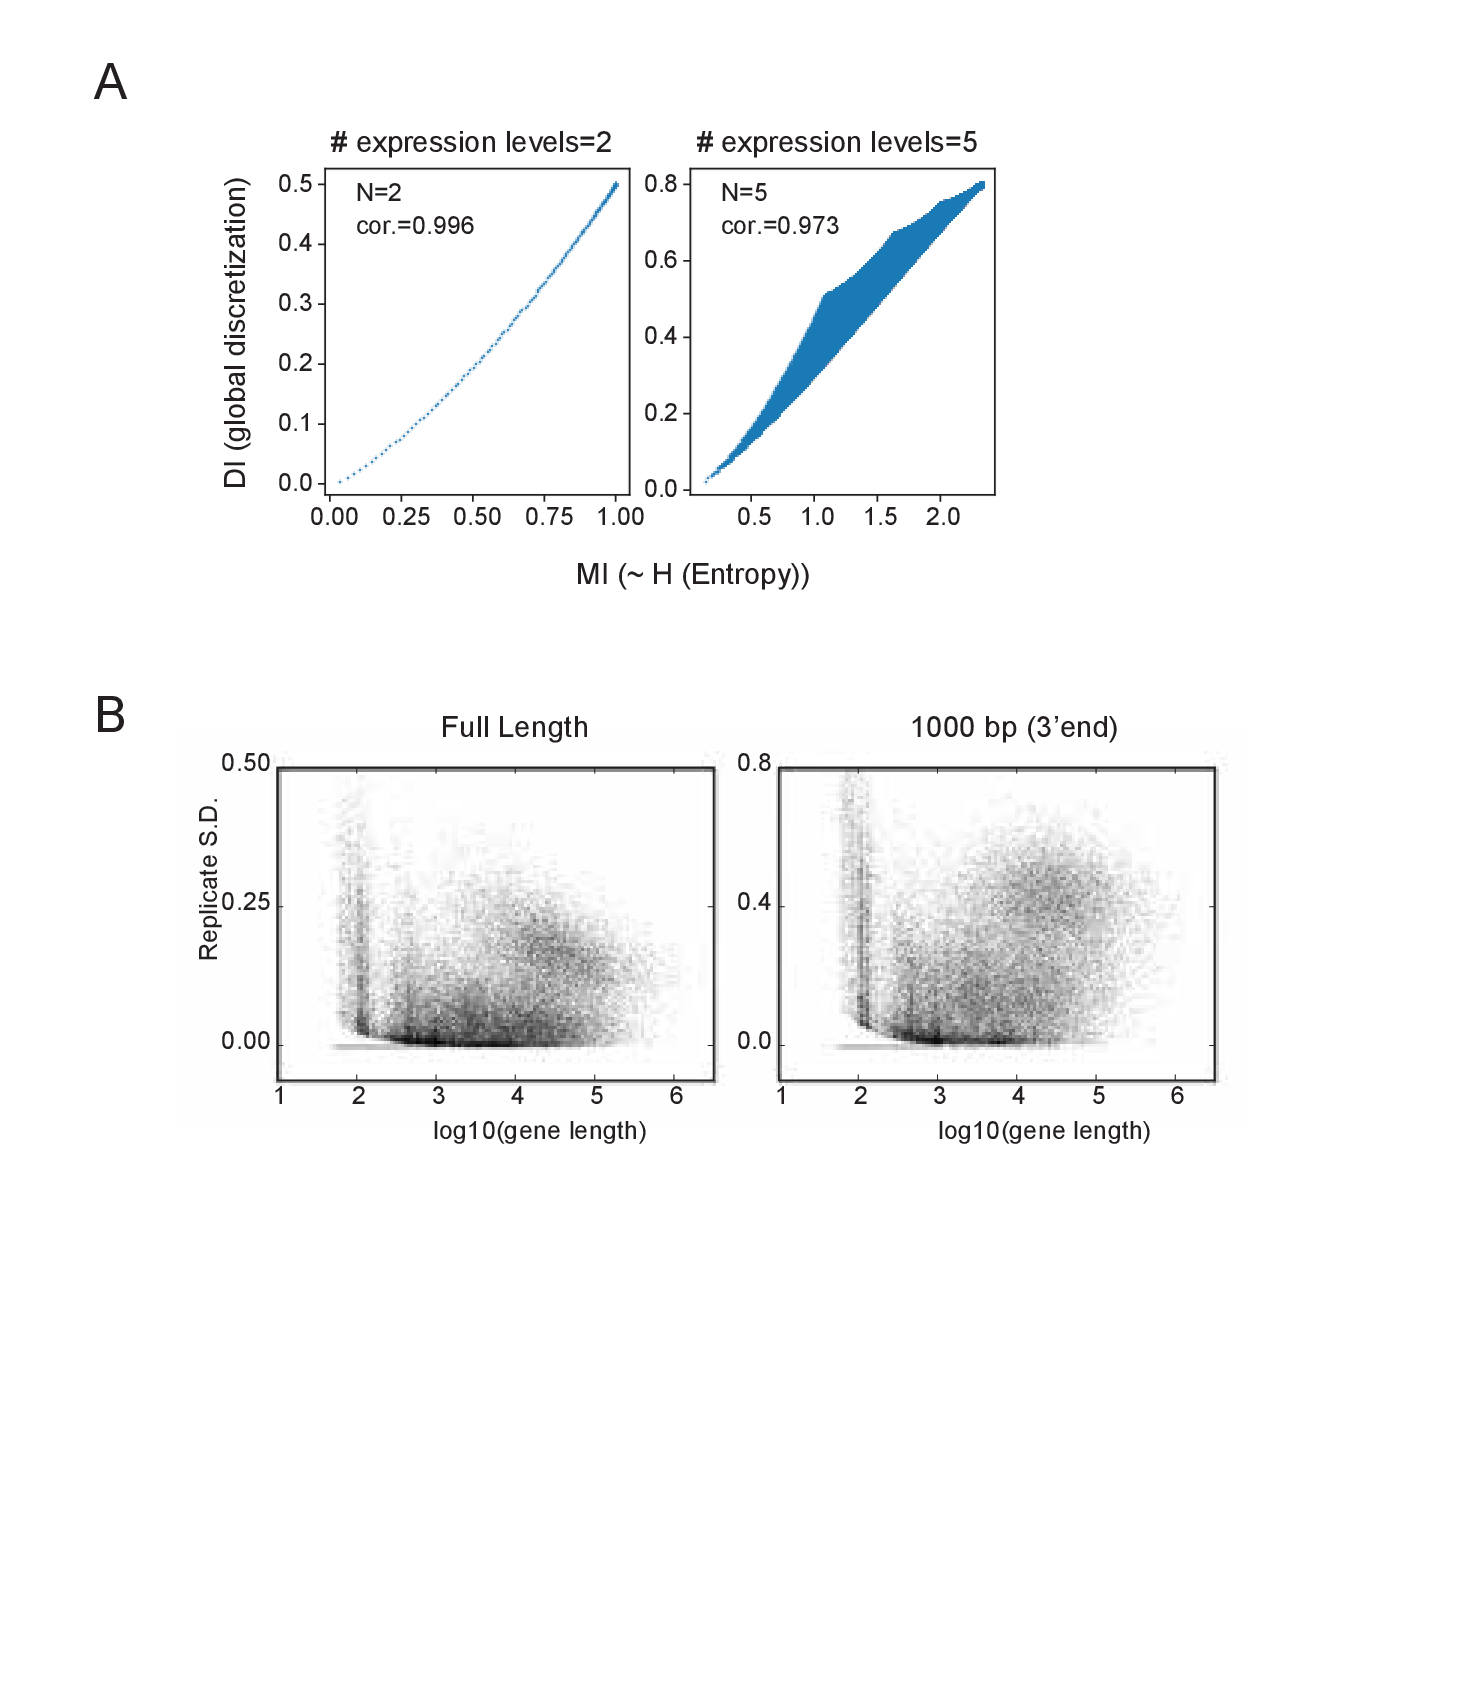 A
# expression levels=2
# expression levels=5
DI (global discretization)
0.5
0.4
0.3
0.2
0.1
0.0
N=2
cor.=0.996
0.00 0.25 0.50 0.75 1.00
0.8
0.6
0.4
0.2
0.0
N=5
cor.=0.973
0.5 1.0 1.5 2.0
MI (~ H (Entropy))
B
Full Length
1000 bp (3’end)
Replicate S.D.
0.50
0.25
0.00
1 2 3 4 5 6
log10(gene length)
0.8
0.4
0.0
1 2 3 4 5 6
log10(gene length)